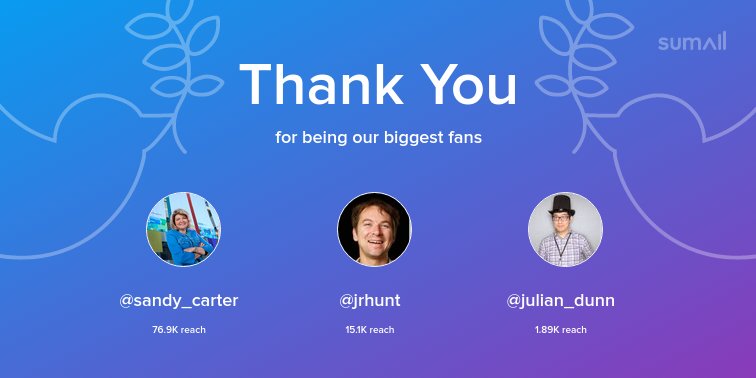 sumall
Thank You
for being our biggest fans
@sandy_carter
@jrhunt
@julian_dunn
76.9K reach
15.1K reach
1.89K reach